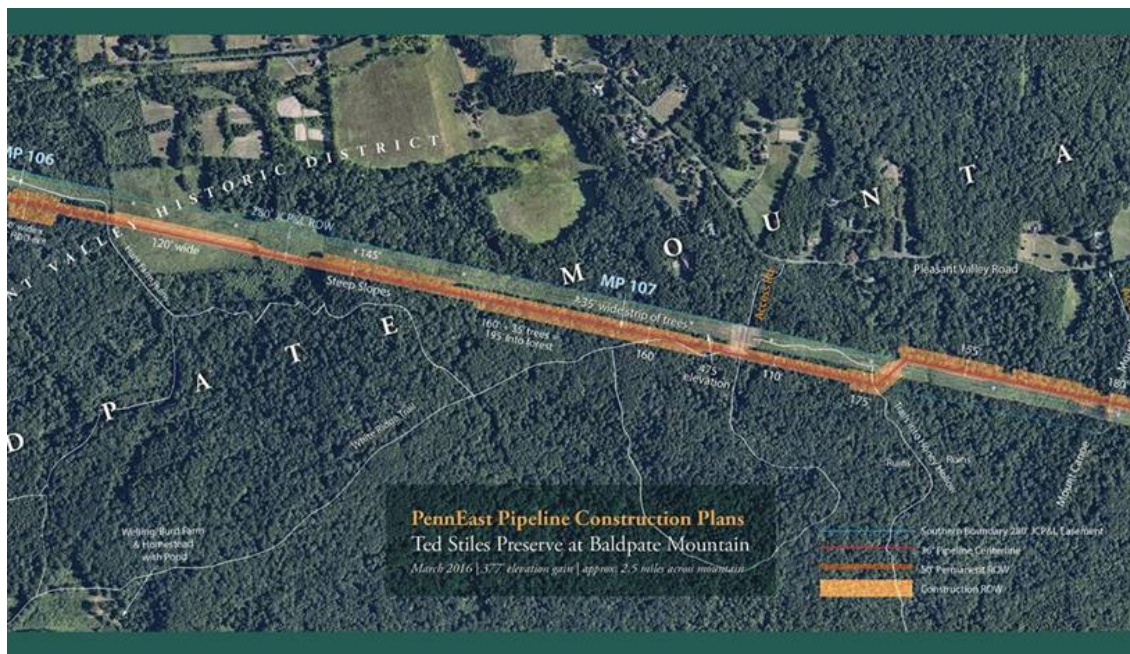 MP 106
NT VALLEY HISTORIC DISTRICT
280' JCP&L ROW
120' wide
145'
Steep Slopes
MP 107
±35' wide strip of trees
160' + 35' trees
195' into forest
160'
475'
elevation
110'
175'
Access Rd
Pleasant Valley Road
155'
180'
DPATE MOUNTA
White Riders Trail
Ruins
Ruins
Mount Canoe
Welling/Burd Farm
& Homestead
with Pond
PennEast Pipeline Construction Plans
Ted Stiles Preserve at Baldpate Mountain
March 2016 | 377' elevation gain | approx. 2.5 miles across mountain
Southern Boundary 280' JCP&L Easement
36" Pipeline Centerline
50' Permanent ROW
Construction ROW